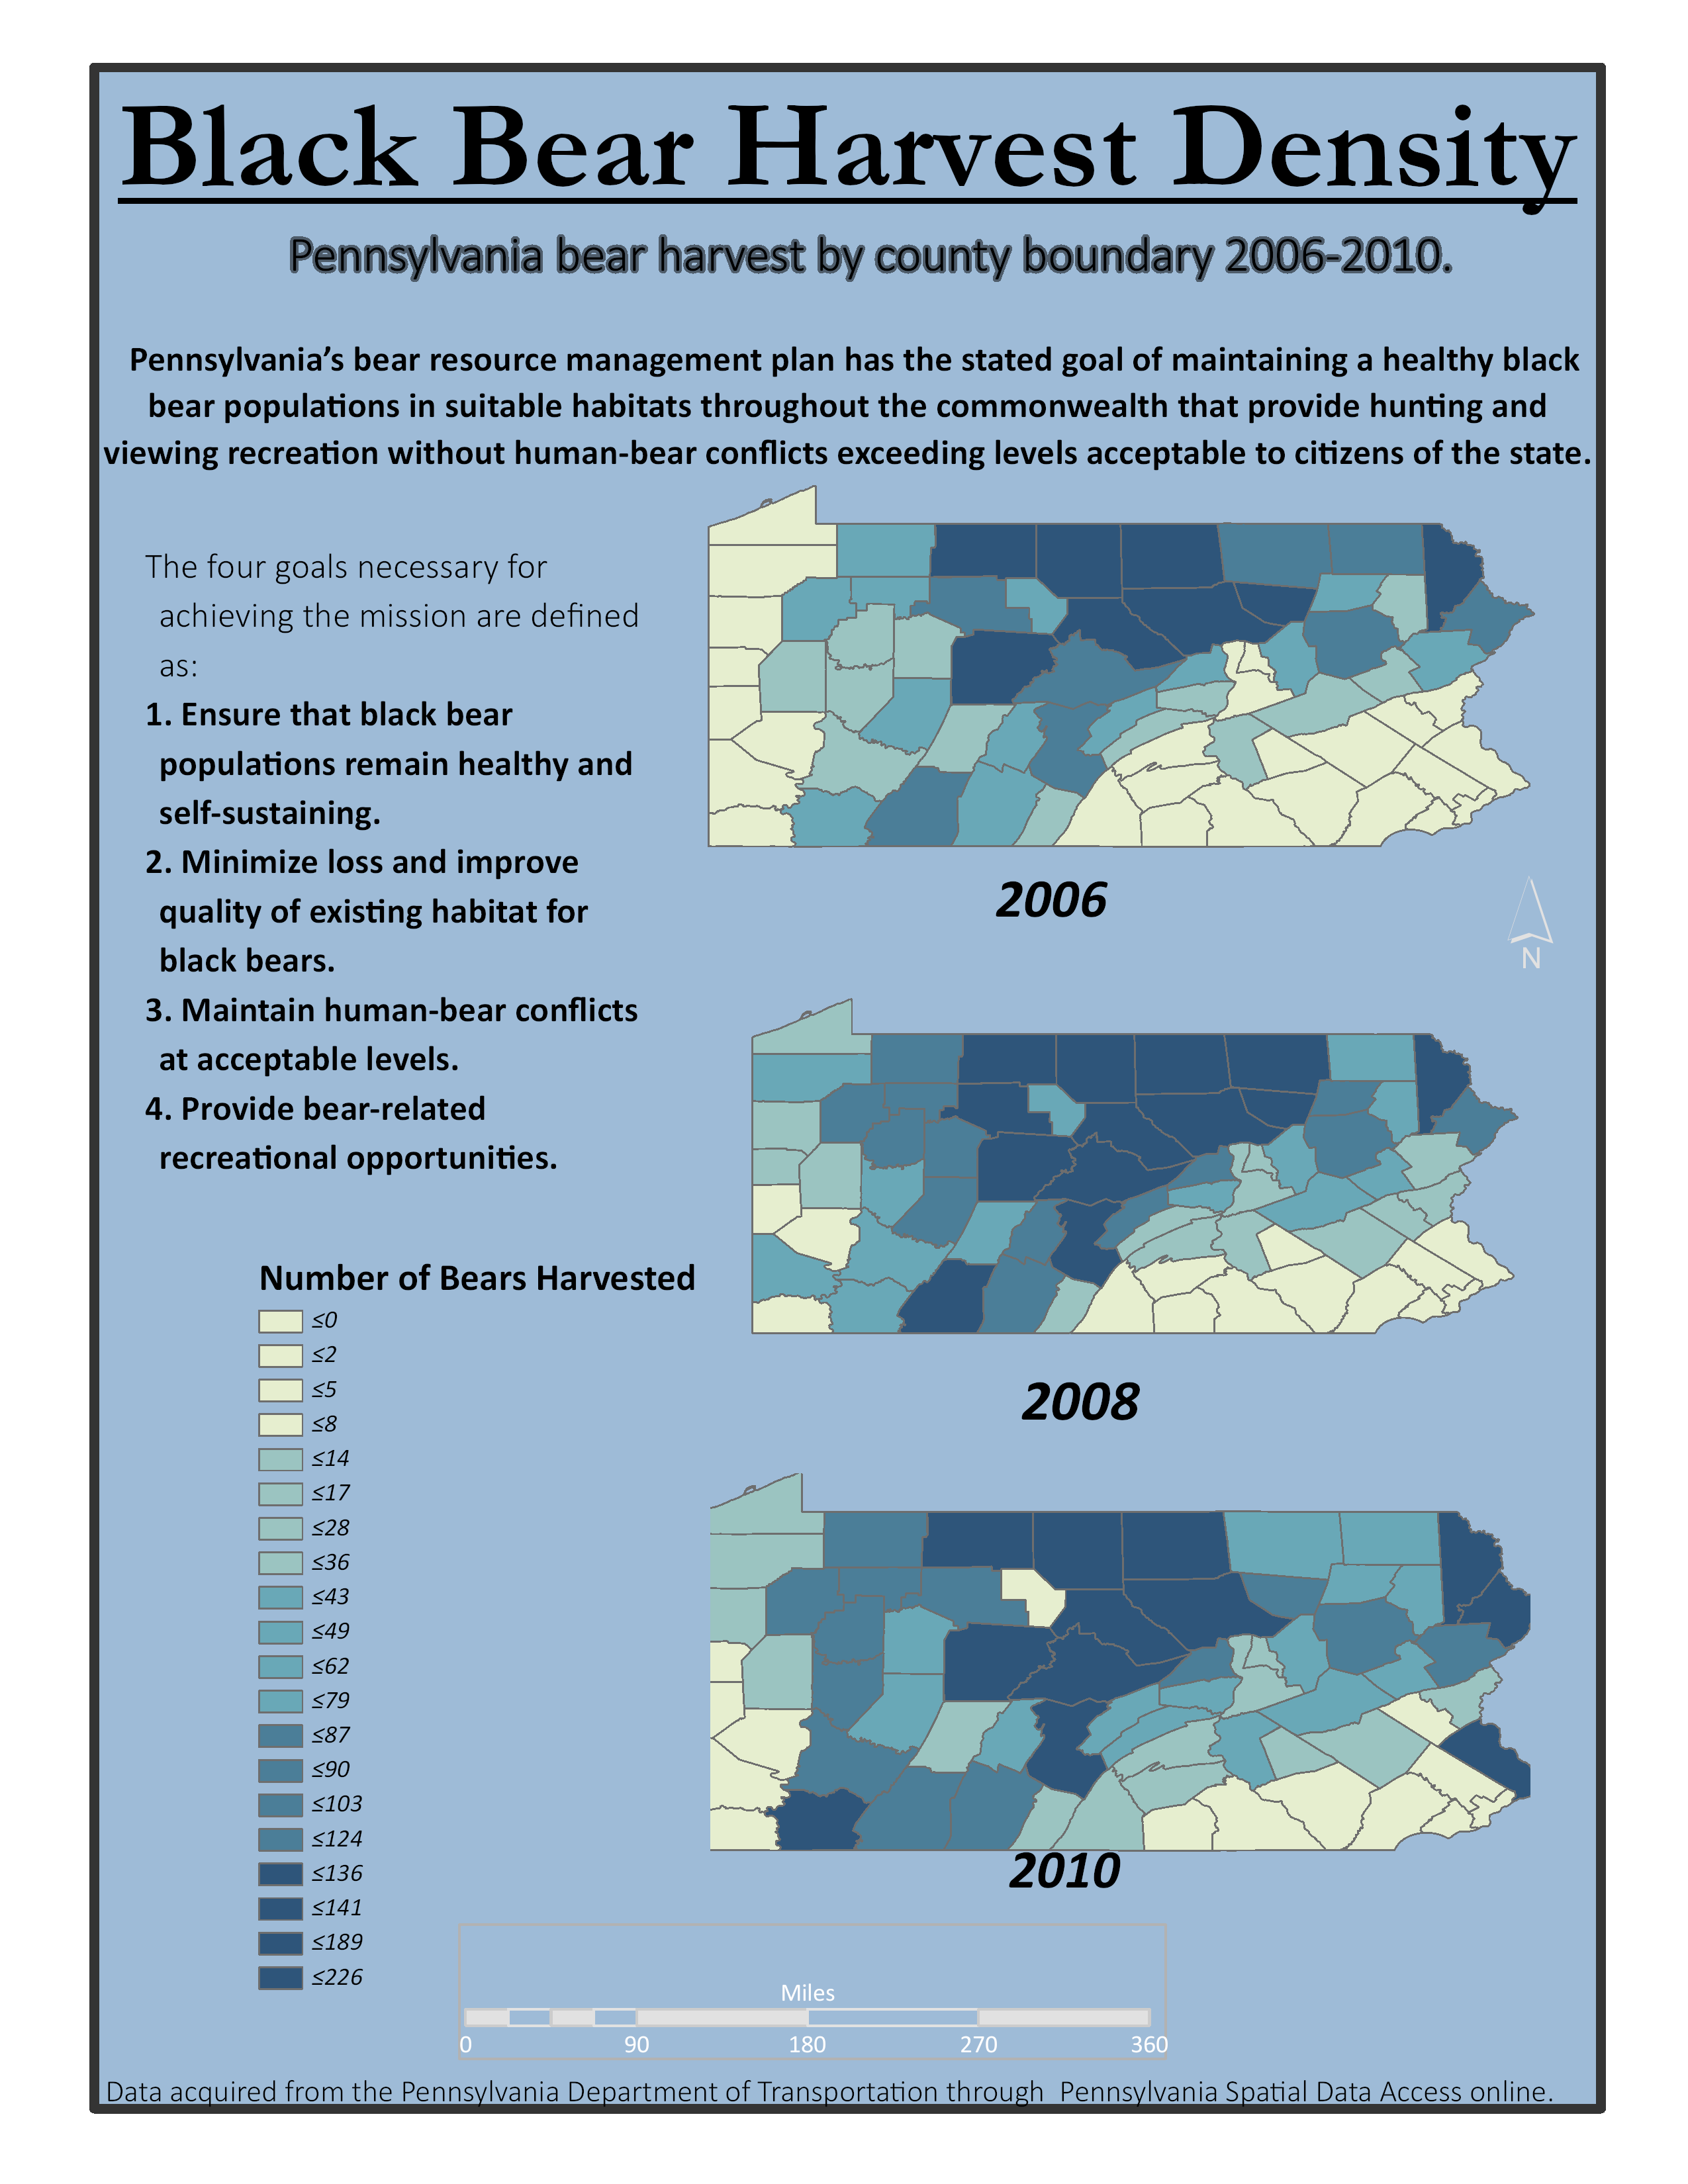 Black Bear Harvest Density
Pennsylvania bear harvest by county boundary 2006-2010.
Pennsylvania's bear resource management plan has the stated goal of maintaining a healthy black
bear populations in suitable habitats throughout the commonwealth that provide hunting and
viewing recreation without human-bear conflicts exceeding levels acceptable to citizens of the state.
The four goals necessary for
achieving the mission are defined
as:
1. Ensure that black bear
populations remain healthy and
self-sustaining.
2. Minimize loss and improve
quality of existing habitat for
black bears.
3. Maintain human-bear conflicts
at acceptable levels.
4. Provide bear-related
recreational opportunities.
2006
N
2008
2010
Number of Bears Harvested
≤0
≤2
≤5
≤8
≤14
≤17
≤28
≤36
≤43
≤49
≤62
≤79
≤87
≤90
≤103
≤124
≤136
≤141
≤189
≤226
Miles
0 90 180 270 360
Data acquired from the Pennsylvania Department of Transportation through Pennsylvania Spatial Data Access online.